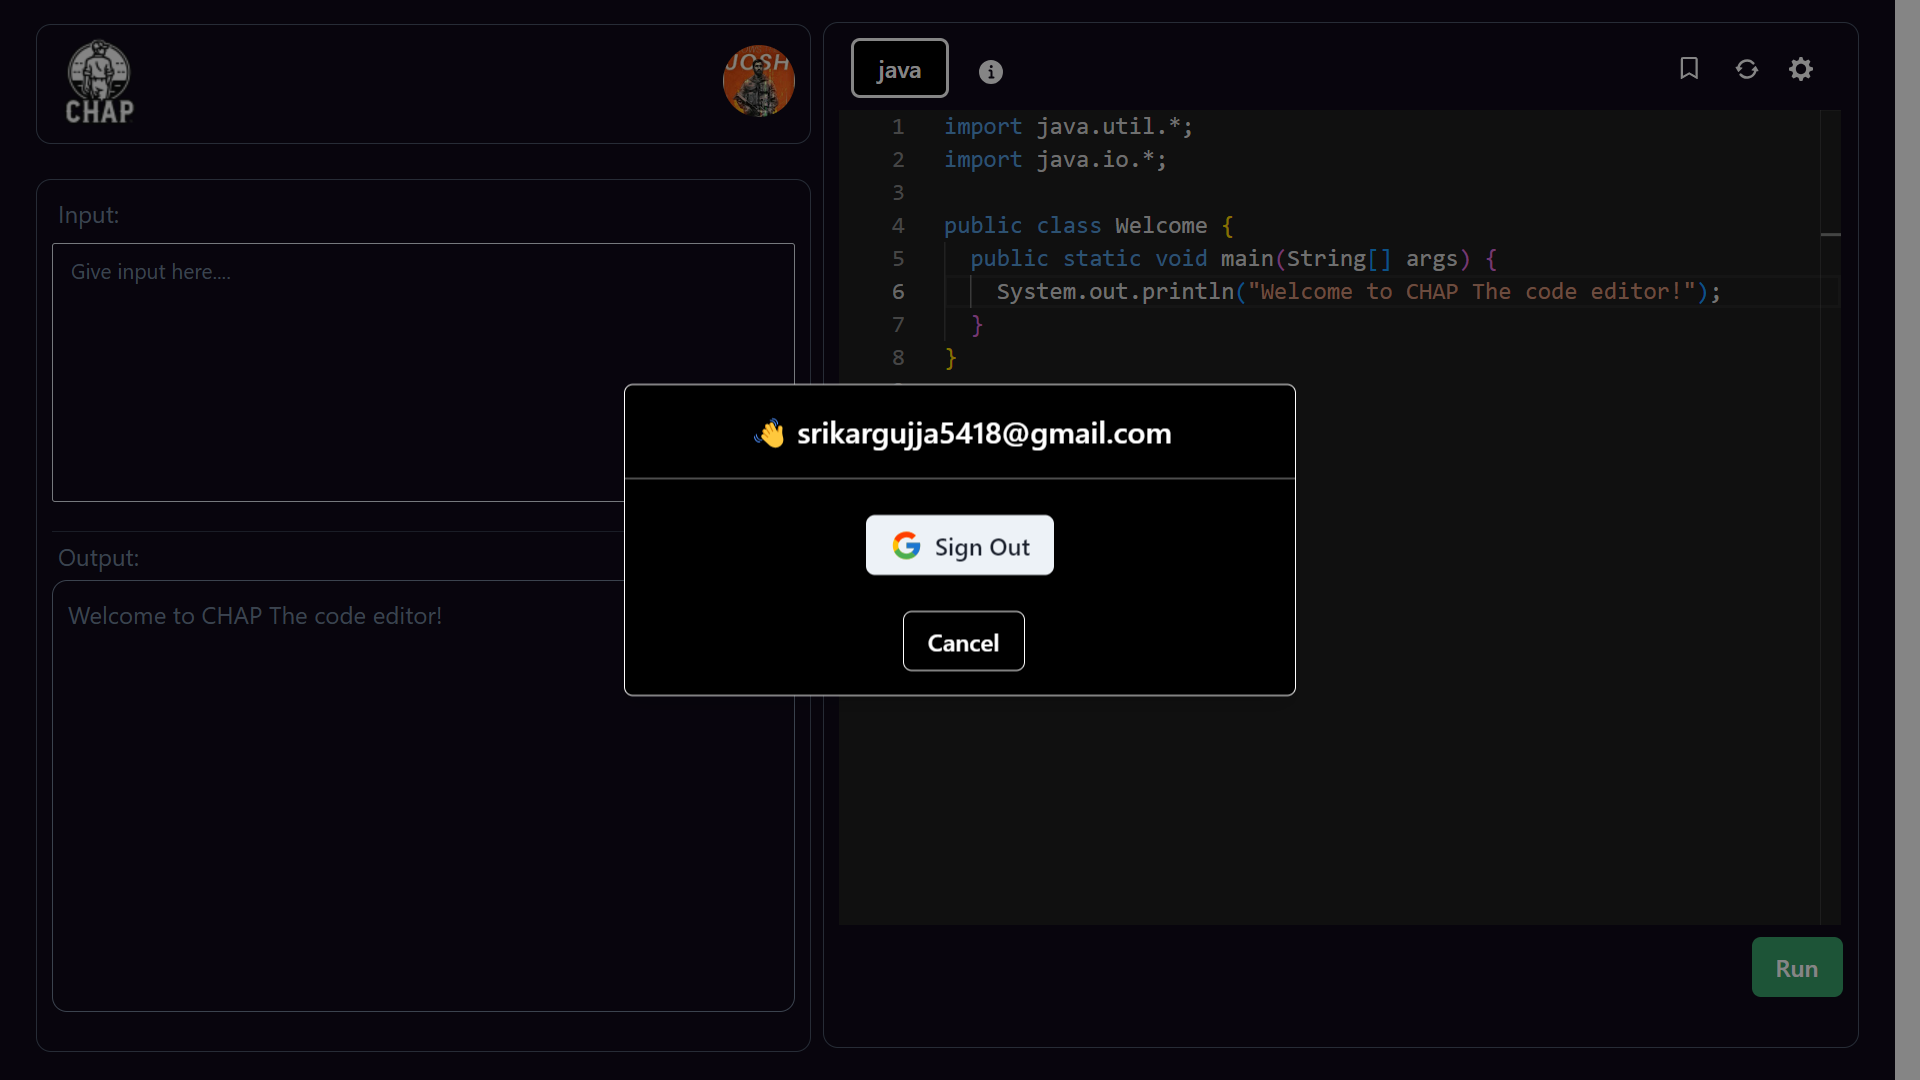 CHAP
JOSH
Input:
Give input here....
Output:
Welcome to CHAP The code editor!
java
1 import java.util.*;
2 import java.io.*;
3
4 public class Welcome {
5 public static void main(String[] args) {
6 System.out.println("Welcome to CHAP The code editor!");
7 }
8 }
👋 srikargujja5418@gmail.com
Sign Out
Cancel
Run